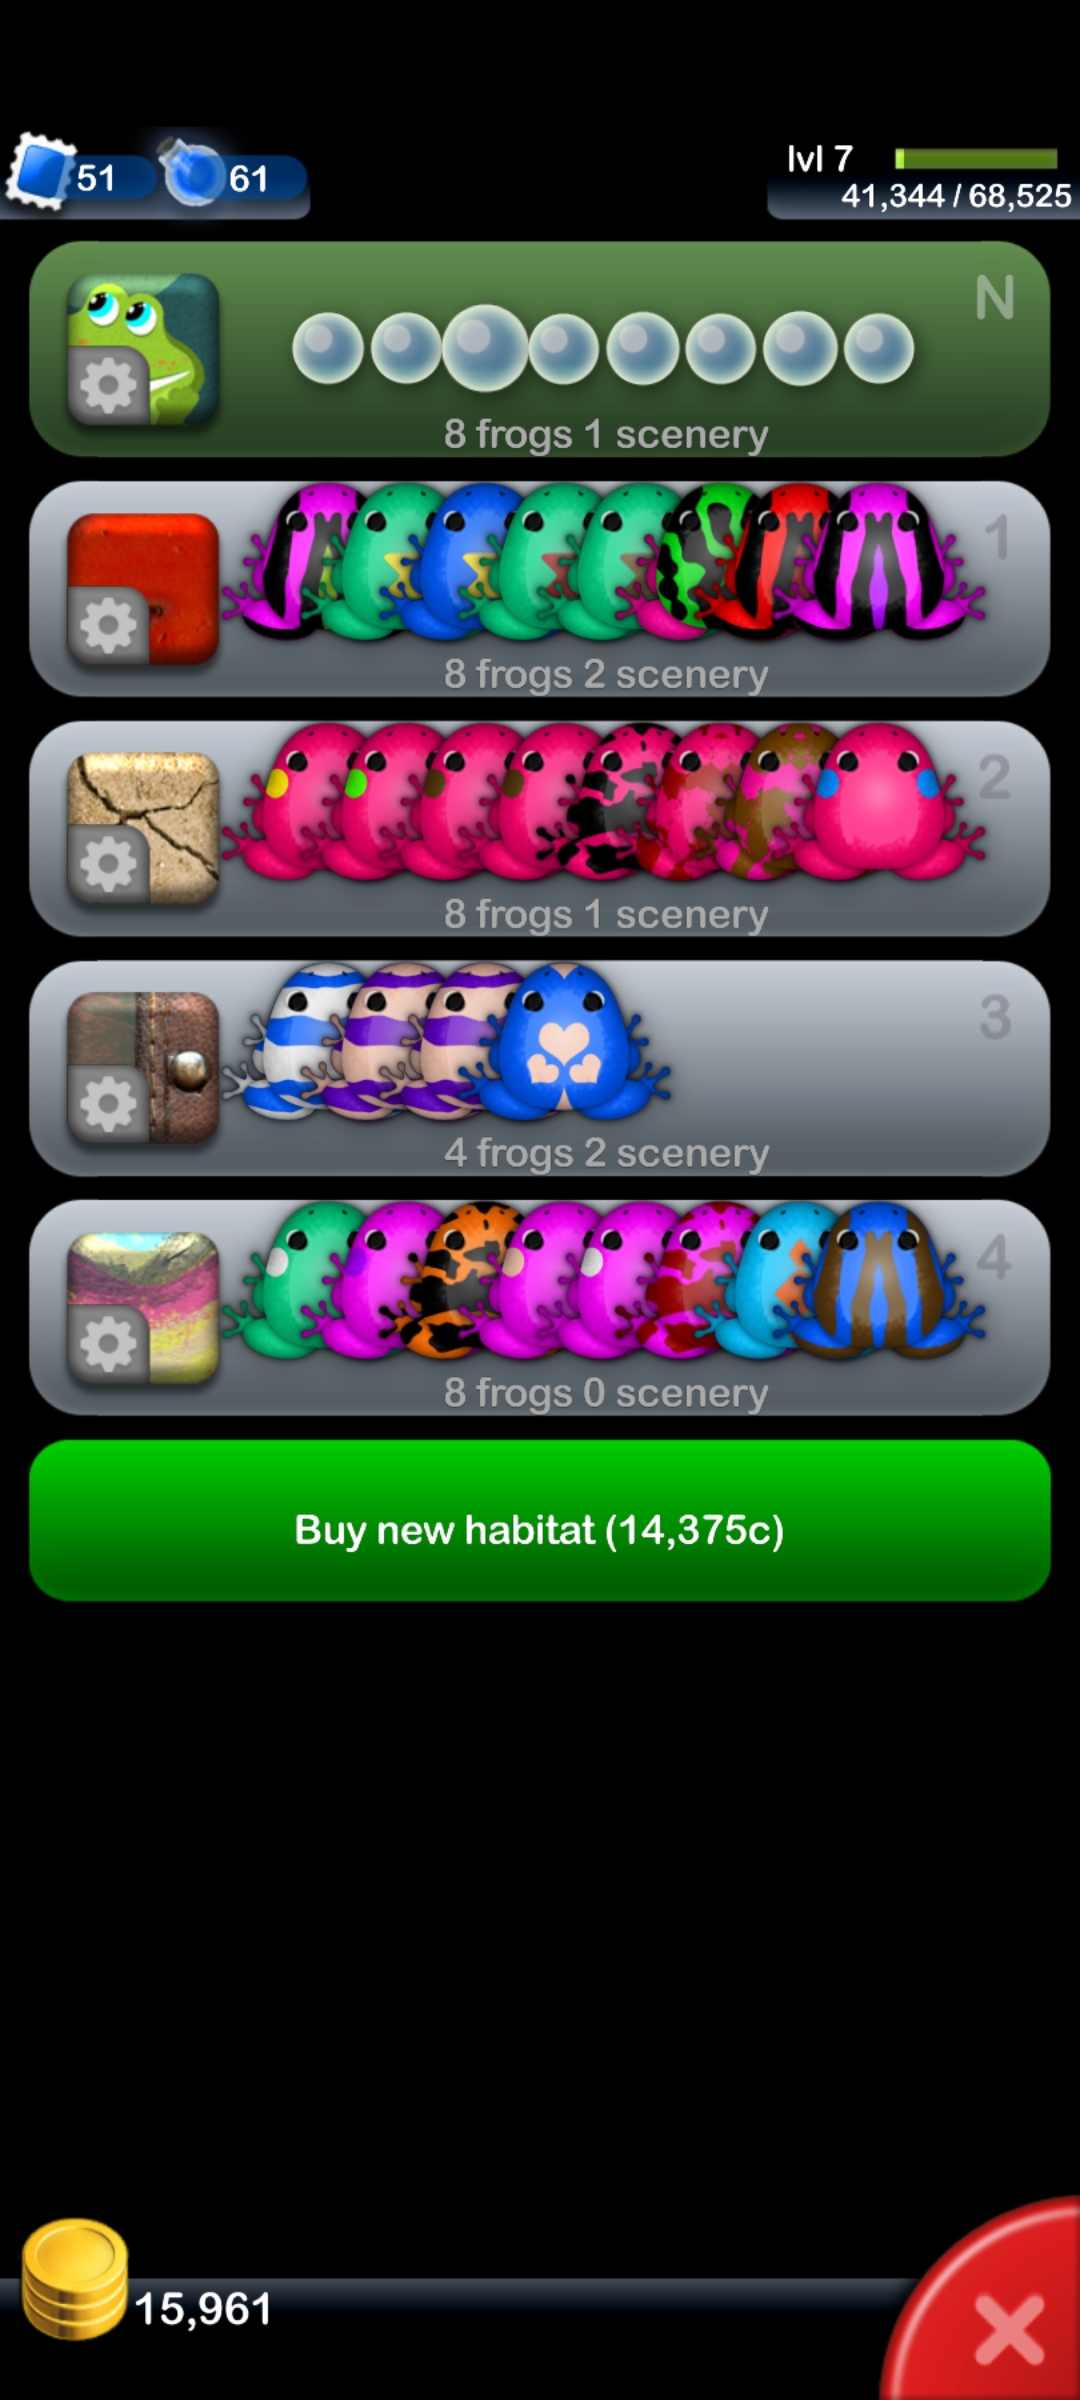 51
61
lvl 7
41,344 / 68,525
N
8 frogs 1 scenery
1
8 frogs 2 scenery
2
8 frogs 1 scenery
3
4 frogs 2 scenery
4
8 frogs 0 scenery
Buy new habitat (14,375c)
15,961